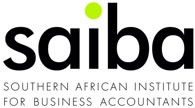 saiba
SOUTHERN AFRICAN INSTITUTE
FOR BUSINESS ACCOUNTANTS